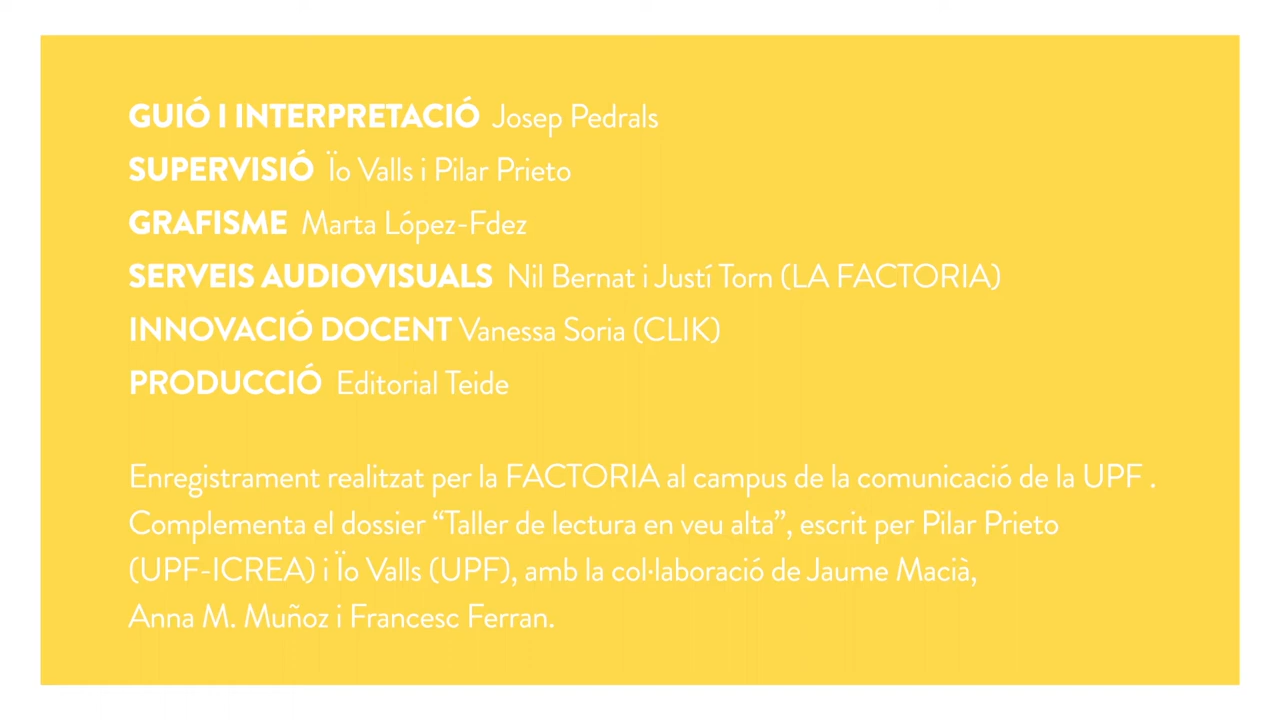 GUIÓ I INTERPRETACIÓ Josep Pedrals
SUPERVISIÓ Ïo Valls i Pilar Prieto
GRAFISME Marta López-Fdez
SERVEIS AUDIOVISUALS Nil Bernat i Justí Torn (LA FACTORIA)
INNOVACIÓ DOCENT Vanessa Soria (CLIK)
PRODUCCIÓ Editorial Teide
Enregistrament realitzat per la FACTORIA al campus de la comunicació de la UPF .
Complementa el dossier “Taller de lectura en veu alta”, escrit per Pilar Prieto
(UPF-ICREA) i Ïo Valls (UPF), amb la col·laboració de Jaume Macià,
Anna M. Muñoz i Francesc Ferran.